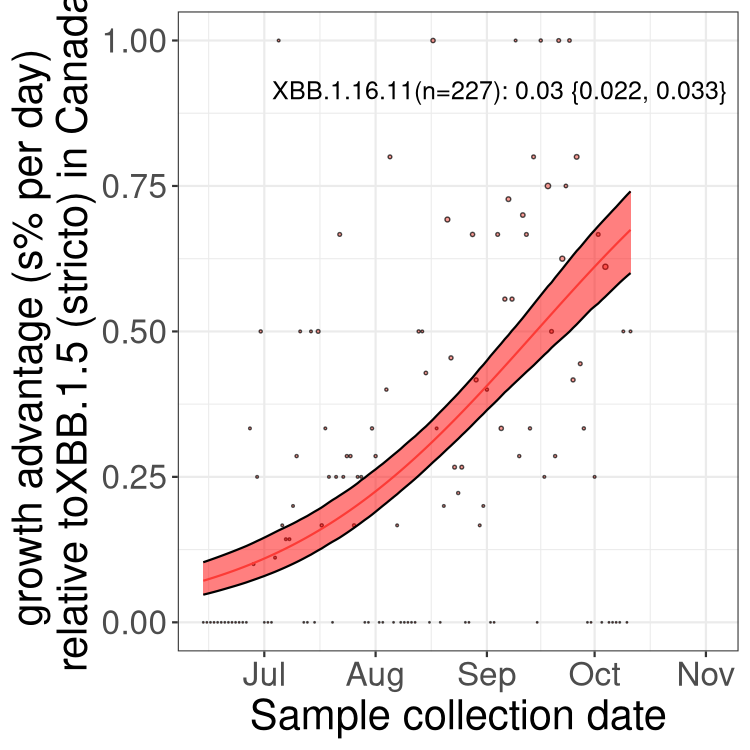 growth advantage (s% per day)
relative toXBB.1.5 (stricto) in Canada
1.00
0.75
0.50
0.25
0.00
XBB.1.16.11(n=227): 0.03 {0.022, 0.033}
Jul Aug Sep Oct Nov
Sample collection date